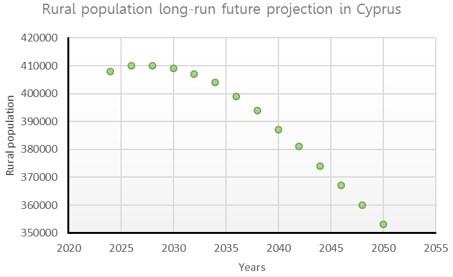 Rural population long-run future projection in Cyprus
420000
410000
400000
390000
380000
370000
360000
350000
Rural population
2020 2025 2030 2035 2040 2045 2050 2055
Years